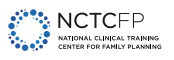 NCTCFP
NATIONAL CLINICAL TRAINING
CENTER FOR FAMILY PLANNING